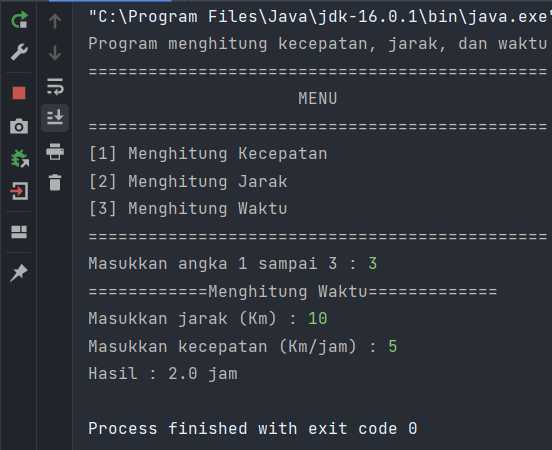 "C:\Program Files\Java\jdk-16.0.1\bin\java.exe"
Program menghitung kecepatan, jarak, dan waktu
==============================================
MENU
==============================================
[1] Menghitung Kecepatan
[2] Menghitung Jarak
[3] Menghitung Waktu
==============================================
Masukkan angka 1 sampai 3 : 3
============Menghitung Waktu=============
Masukkan jarak (Km) : 10
Masukkan kecepatan (Km/jam) : 5
Hasil : 2.0 jam
Process finished with exit code 0